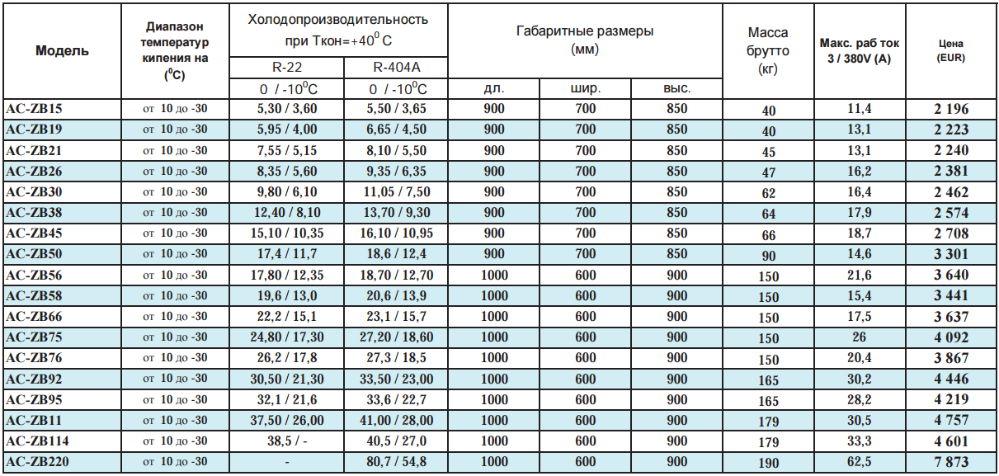 Модель
Диапазон температур кипения на (⁰C)
Холодопроизводительность при Tкон=+40⁰ C
Габаритные размеры (мм)
Масса брутто (кг)
Макс. раб ток 3 / 380V (A)
Цена (EUR)
R-22 R-404A
0 / -10⁰C 0 / -10⁰C дл. шир. выс.
AC-ZB15 от 10 до -30 5,30 / 3,60 5,50 / 3,65 900 700 850 40 11,4 2 196
AC-ZB19 от 10 до -30 5,95 / 4,00 6,65 / 4,50 900 700 850 40 13,1 2 223
AC-ZB21 от 10 до -30 7,55 / 5,15 8,10 / 5,50 900 700 850 45 13,1 2 240
AC-ZB26 от 10 до -30 8,35 / 5,60 9,35 / 6,35 900 700 850 47 16,2 2 381
AC-ZB30 от 10 до -30 9,80 / 6,10 11,05 / 7,50 900 700 850 62 16,4 2 462
AC-ZB38 от 10 до -30 12,40 / 8,10 13,70 / 9,30 900 700 850 64 17,9 2 574
AC-ZB45 от 10 до -30 15,10 / 10,35 16,10 / 10,95 900 700 850 66 18,7 2 708
AC-ZB50 от 10 до -30 17,4 / 11,7 18,6 / 12,4 900 700 850 90 14,6 3 301
AC-ZB56 от 10 до -30 17,80 / 12,35 18,70 / 12,70 1000 600 900 150 21,6 3 640
AC-ZB58 от 10 до -30 19,6 / 13,0 20,6 / 13,9 1000 600 900 150 15,4 3 441
AC-ZB66 от 10 до -30 22,2 / 15,1 23,1 / 15,7 1000 600 900 150 17,5 3 637
AC-ZB75 от 10 до -30 24,80 / 17,30 27,20 / 18,60 1000 600 900 150 26 4 092
AC-ZB76 от 10 до -30 26,2 / 17,8 27,3 / 18,5 1000 600 900 150 20,4 3 867
AC-ZB92 от 10 до -30 30,50 / 21,30 33,50 / 23,00 1000 600 900 165 30,2 4 446
AC-ZB95 от 10 до -30 32,1 / 21,6 33,6 / 22,7 1000 600 900 165 28,2 4 219
AC-ZB11 от 10 до -30 37,50 / 26,00 41,00 / 28,00 1000 600 900 179 30,5 4 757
AC-ZB114 от 10 до -30 38,5 / - 40,5 / 27,0 1000 600 900 179 33,3 4 601
AC-ZB220 от 10 до -30 - 80,7 / 54,8 1000 600 900 190 62,5 7 873